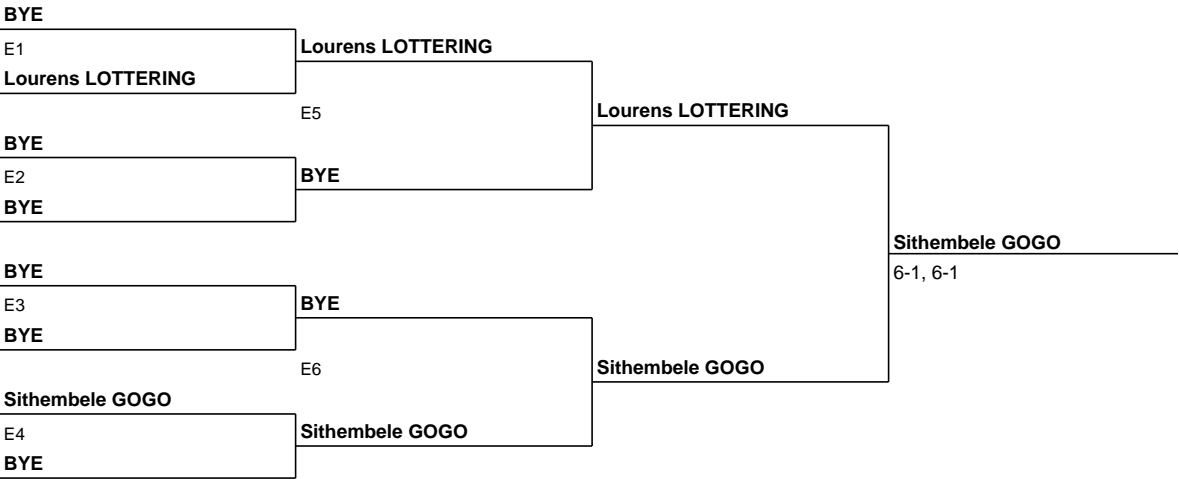 BYE
E1
Lourens LOTTERING
BYE
E2
BYE
BYE
E3
BYE
Sithembele GOGO
E4
BYE
Lourens LOTTERING
E5
BYE
BYE
E6
Sithembele GOGO
Lourens LOTTERING
Sithembele GOGO
Sithembele GOGO
6-1, 6-1